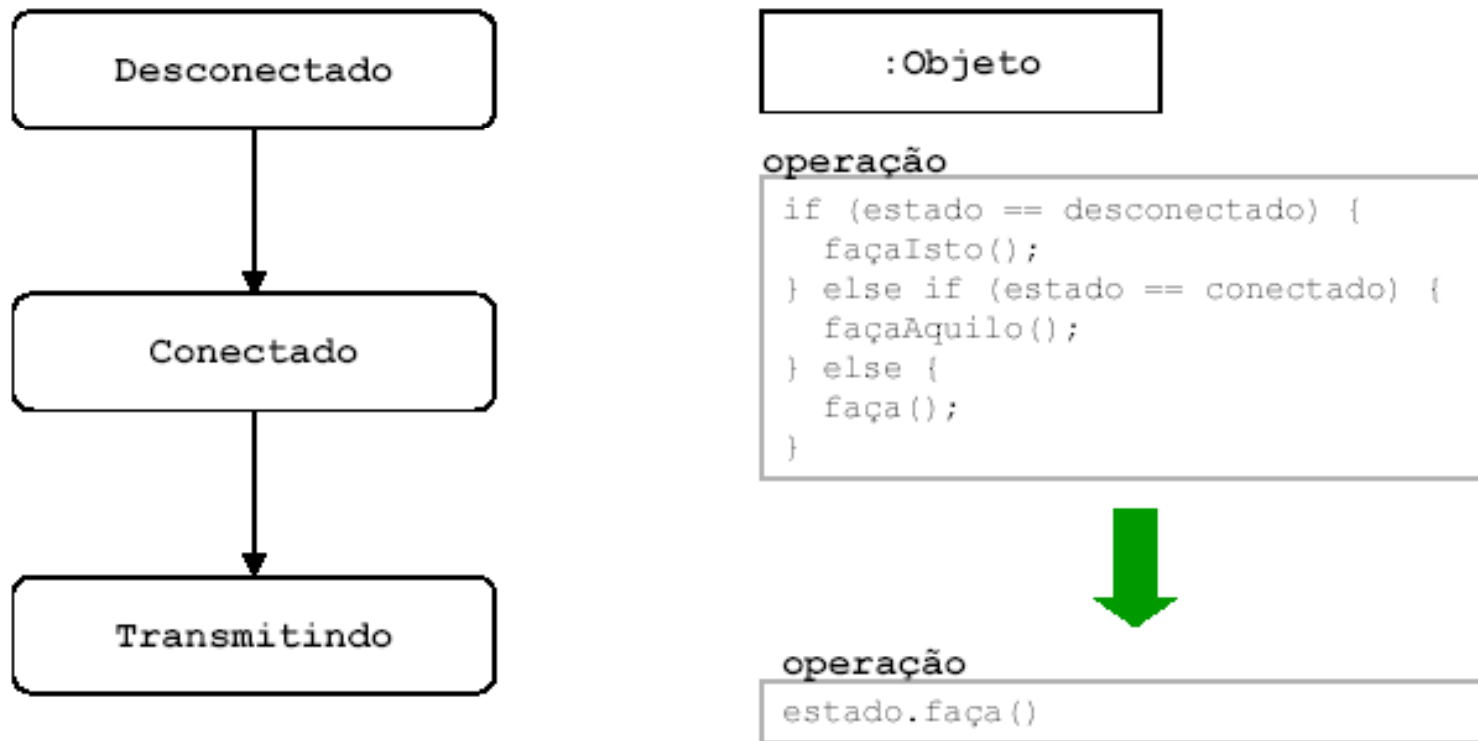 Desconectado
Conectado
Transmitindo
:Objeto
operação
if (estado == desconectado) {
  façaIsto();
} else if (estado == conectado) {
  façaAquilo();
} else {
  faça();
}
operação
estado.faça()